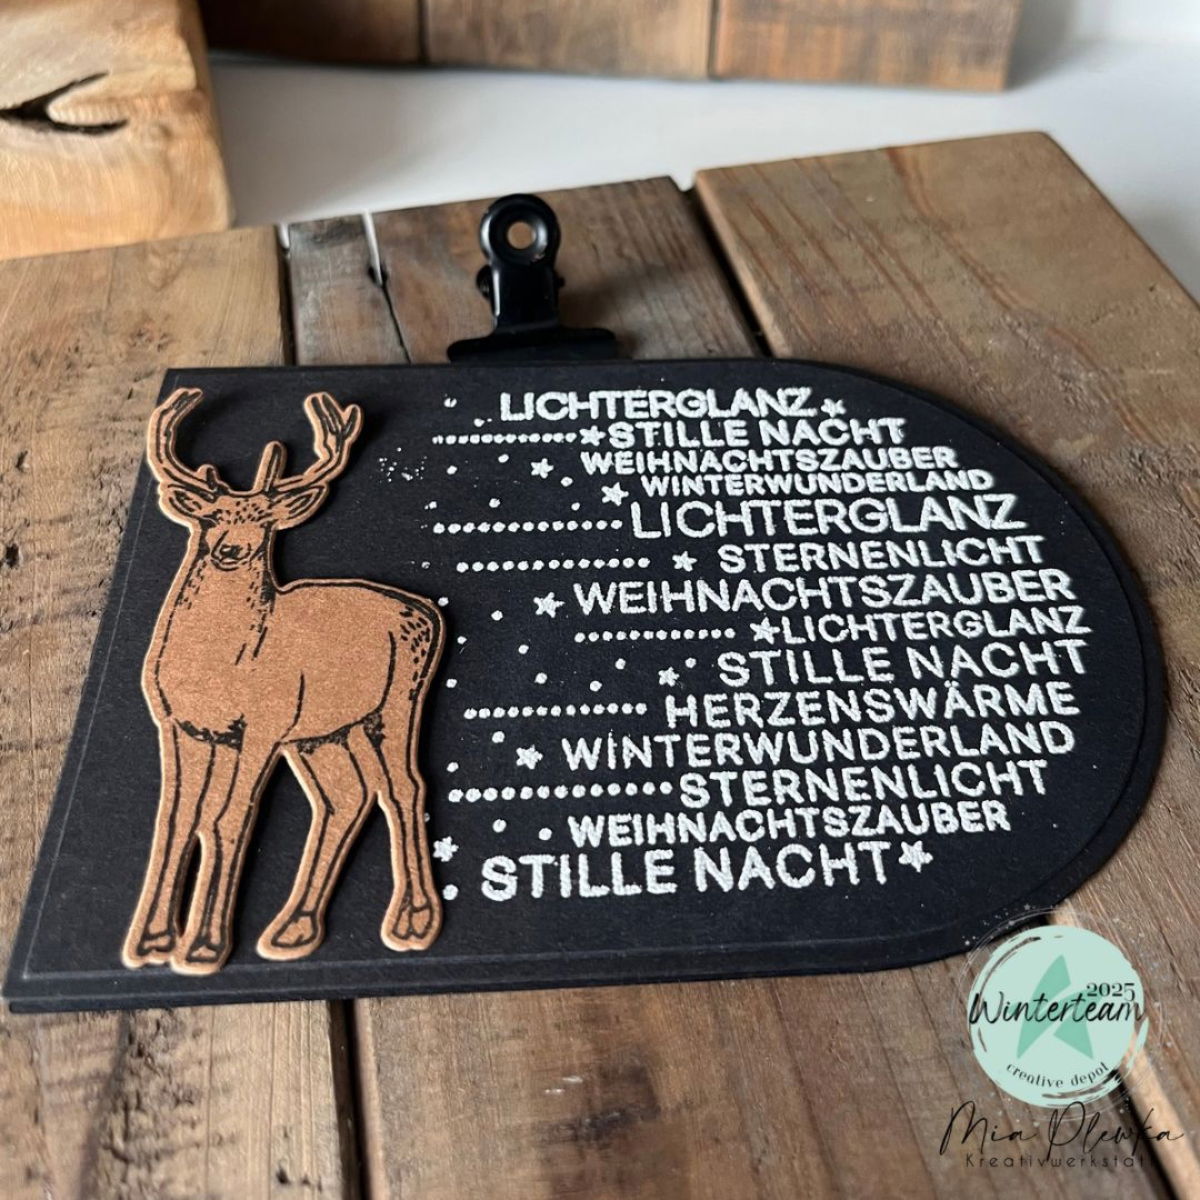 LICHTERGLANZ
STILLE NACHT
WEIHNACHTSZAUBER
WINTERWUNDERLAND
LICHTERGLANZ
STERNENLICHT
WEIHNACHTSZAUBER
LICHTERGLANZ
STILLE NACHT
HERZENSWÄRME
WINTERWUNDERLAND
STERNENLICHT
WEIHNACHTSZAUBER
STILLE NACHT
2025
Winterteam
creative depot
Mia Plewka
Kreativwerkstatt